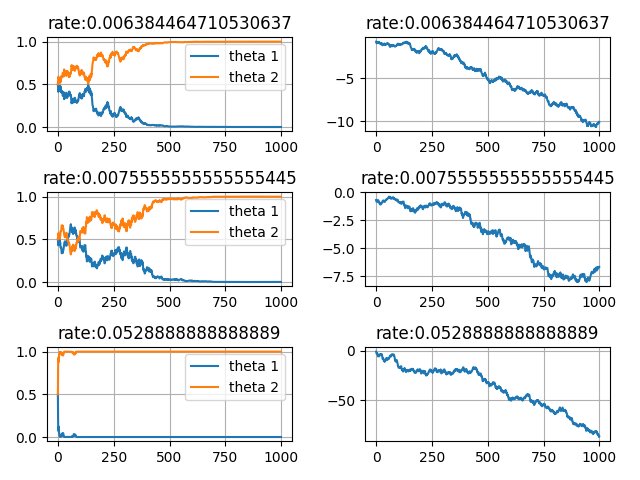 rate:0.006384464710530637
rate:0.006384464710530637
1.0
0.5
0.0
theta 1
theta 2
−5
−10
0 250 500 750 1000
0 250 500 750 1000
rate:0.0075555555555555445
rate:0.0075555555555555445
1.0
0.5
0.0
theta 1
theta 2
0.0
−2.5
−5.0
−7.5
0 250 500 750 1000
0 250 500 750 1000
rate:0.0528888888888889
rate:0.0528888888888889
1.0
0.5
0.0
theta 1
theta 2
0
−50
0 250 500 750 1000
0 250 500 750 1000